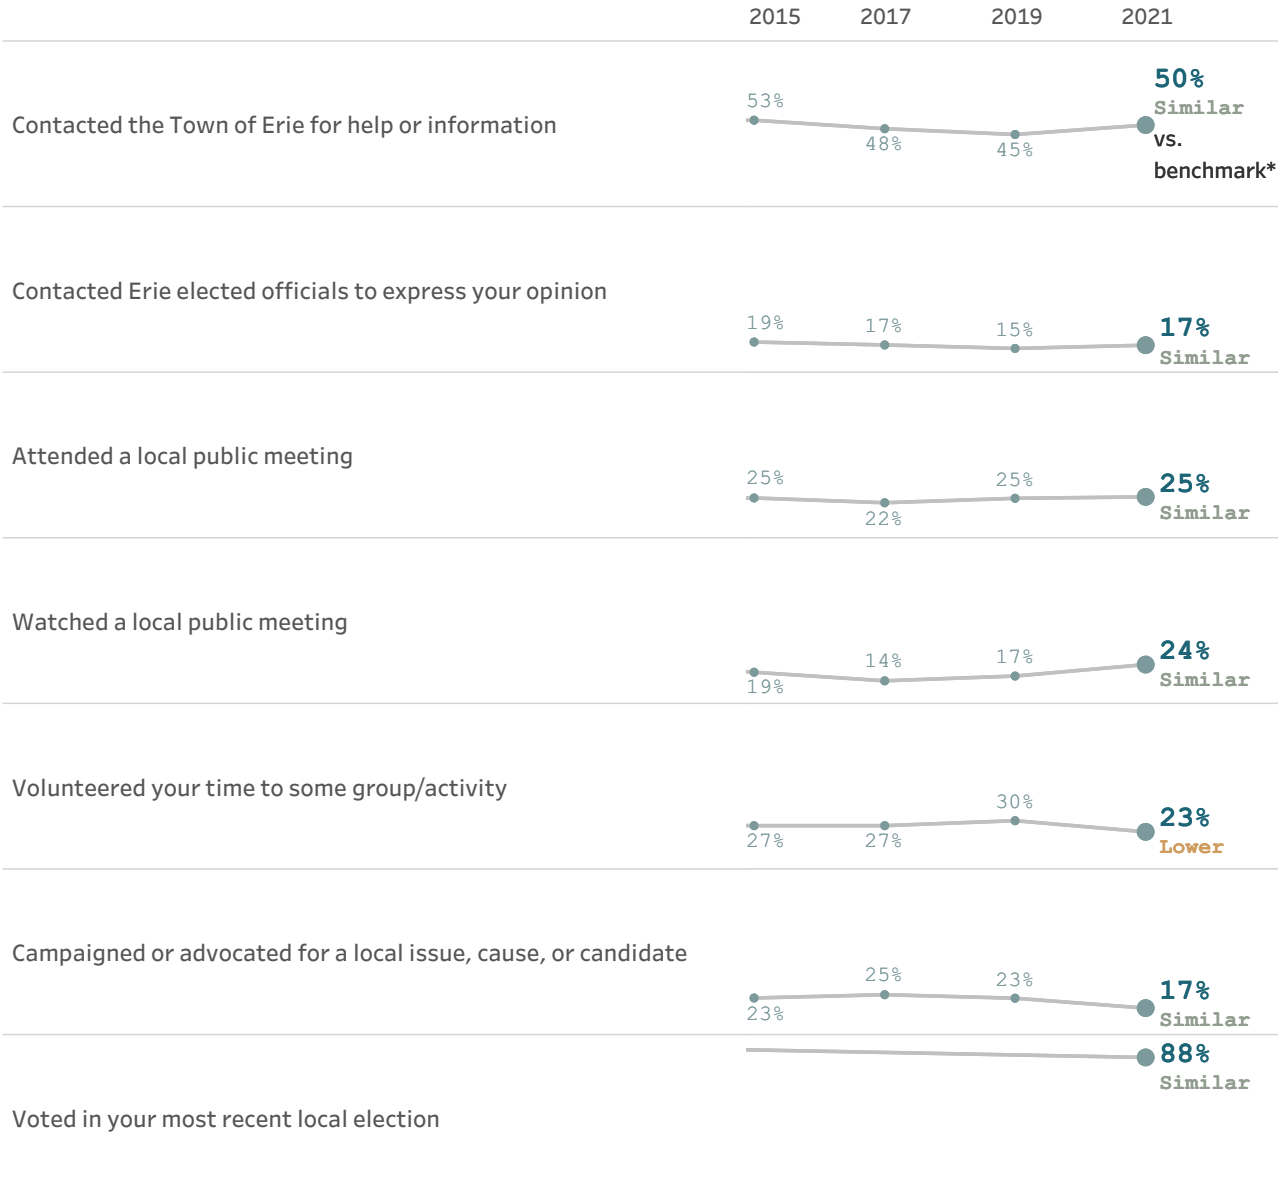 2015 2017 2019 2021
Contacted the Town of Erie for help or information
53% 48% 45% 50%
Similar
vs.
benchmark*
Contacted Erie elected officials to express your opinion
19% 17% 15% 17%
Similar
Attended a local public meeting
25% 22% 25% 25%
Similar
Watched a local public meeting
19% 14% 17% 24%
Similar
Volunteered your time to some group/activity
27% 27% 30% 23%
Lower
Campaigned or advocated for a local issue, cause, or candidate
23% 25% 23% 17%
Similar
88%
Similar
Voted in your most recent local election